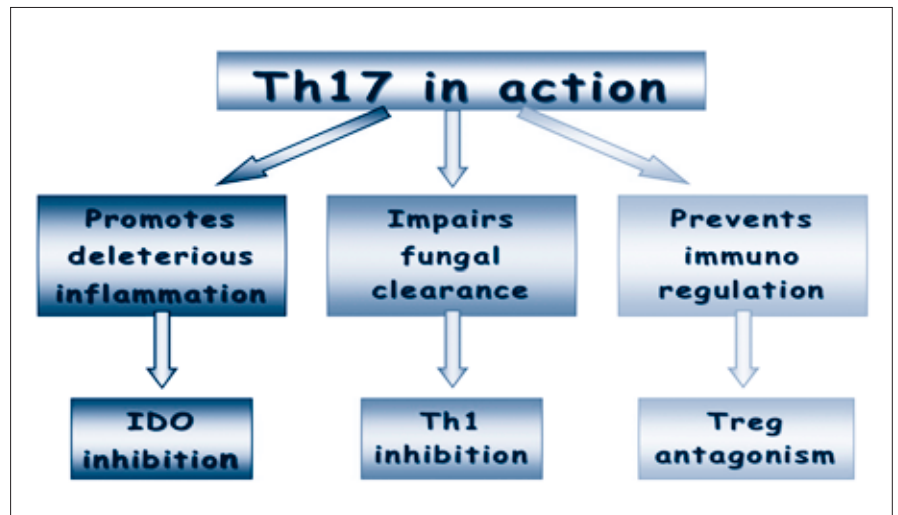 Th17 in action
Promotes
deleterious
inflammation
Impairs
fungal
clearance
Prevents
immuno
regulation
IDO
inhibition
Th1
inhibition
Treg
antagonism